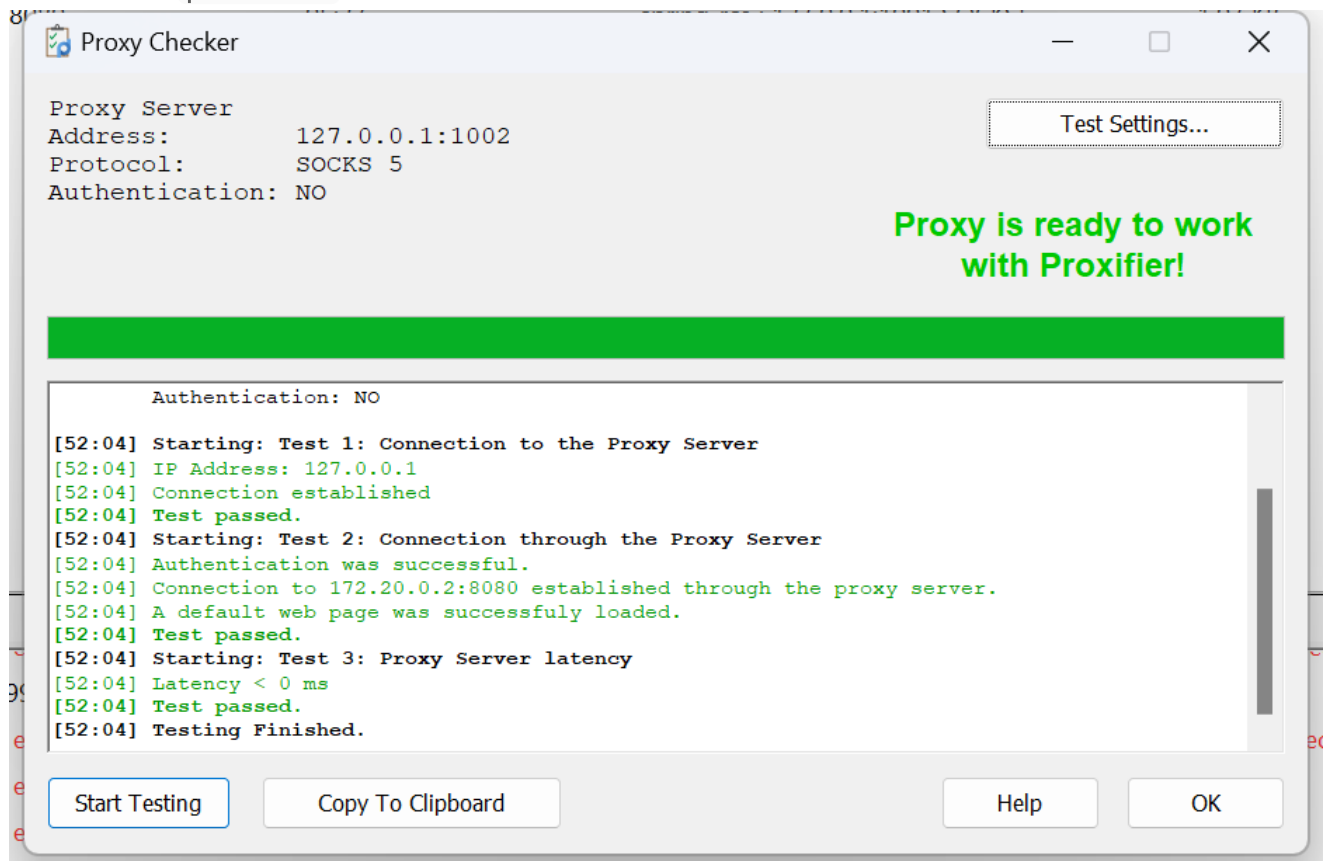 Proxy Checker
Proxy Server
Address: 127.0.0.1:1002
Protocol: SOCKS 5
Authentication: NO
Test Settings...
Proxy is ready to work
with Proxifier!
Authentication: NO
[52:04] Starting: Test 1: Connection to the Proxy Server
[52:04] IP Address: 127.0.0.1
[52:04] Connection established
[52:04] Test passed.
[52:04] Starting: Test 2: Connection through the Proxy Server
[52:04] Authentication was successful.
[52:04] Connection to 172.20.0.2:8080 established through the proxy server.
[52:04] A default web page was successfuly loaded.
[52:04] Test passed.
[52:04] Starting: Test 3: Proxy Server latency
[52:04] Latency < 0 ms
[52:04] Test passed.
[52:04] Testing Finished.
Start Testing
Copy To Clipboard
Help
OK